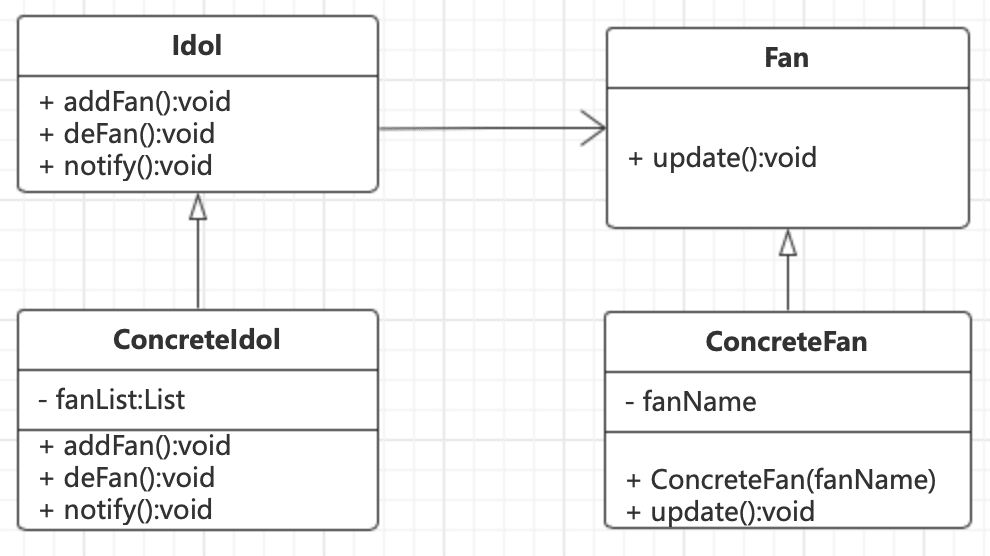 Idol
+ addFan():void
+ deFan():void
+ notify():void
Fan
+ update():void
ConcreteIdol
- fanList:List
+ addFan():void
+ deFan():void
+ notify():void
ConcreteFan
- fanName
+ ConcreteFan(fanName)
+ update():void